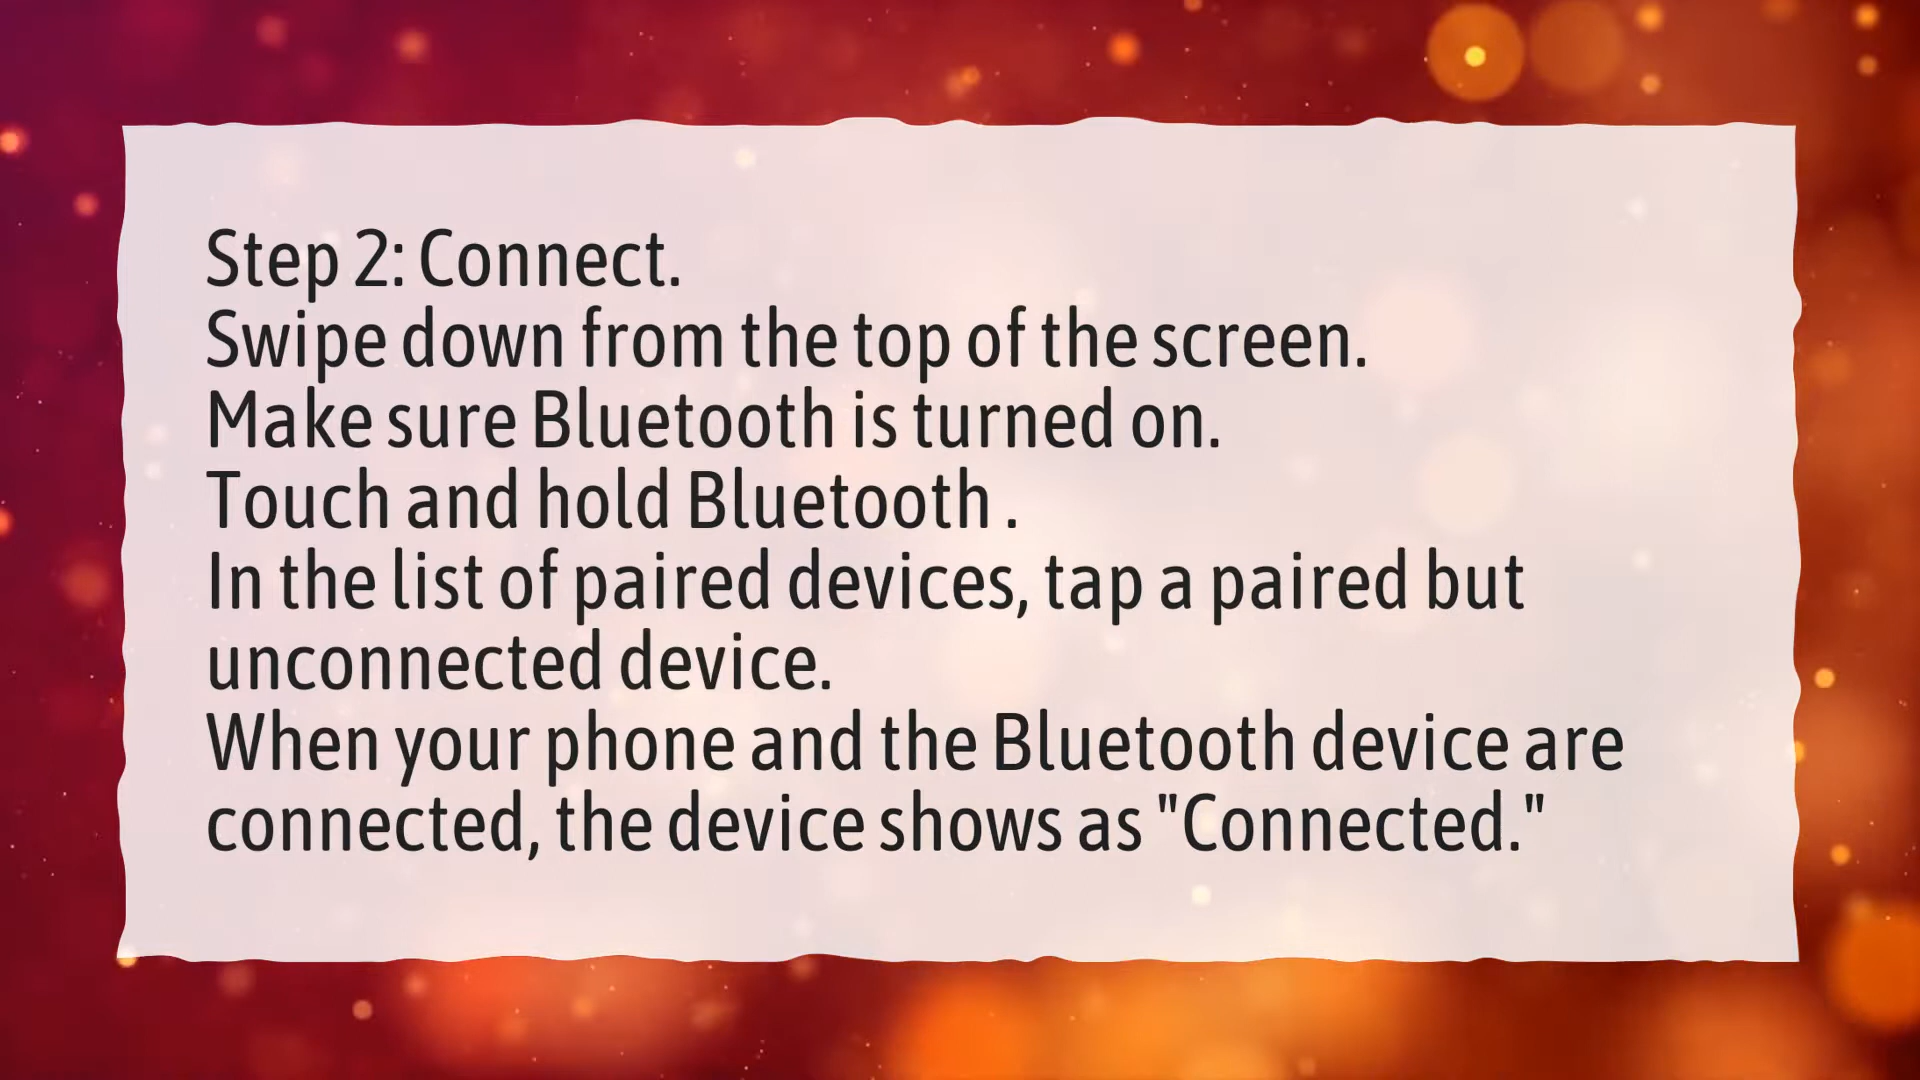 Step 2: Connect.
Swipe down from the top of the screen.
Make sure Bluetooth is turned on.
Touch and hold Bluetooth .
In the list of paired devices, tap a paired but
unconnected device.
When your phone and the Bluetooth device are
connected, the device shows as "Connected."